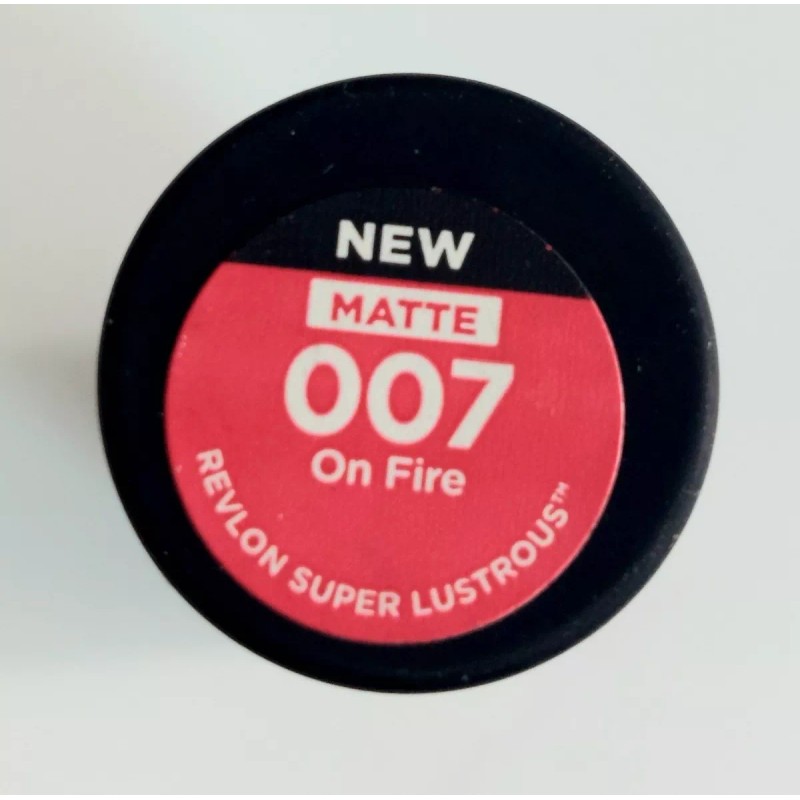 NEW
MATTE
007
On Fire
REVLON SUPER LUSTROUS™